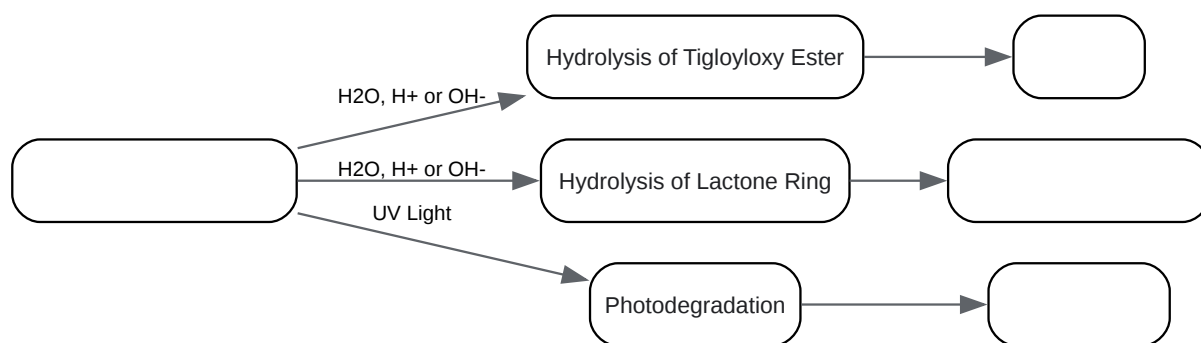 Hydrolysis of Tigloyloxy Ester
H2O, H+ or OH-
H2O, H+ or OH-
Hydrolysis of Lactone Ring
UV Light
Photodegradation